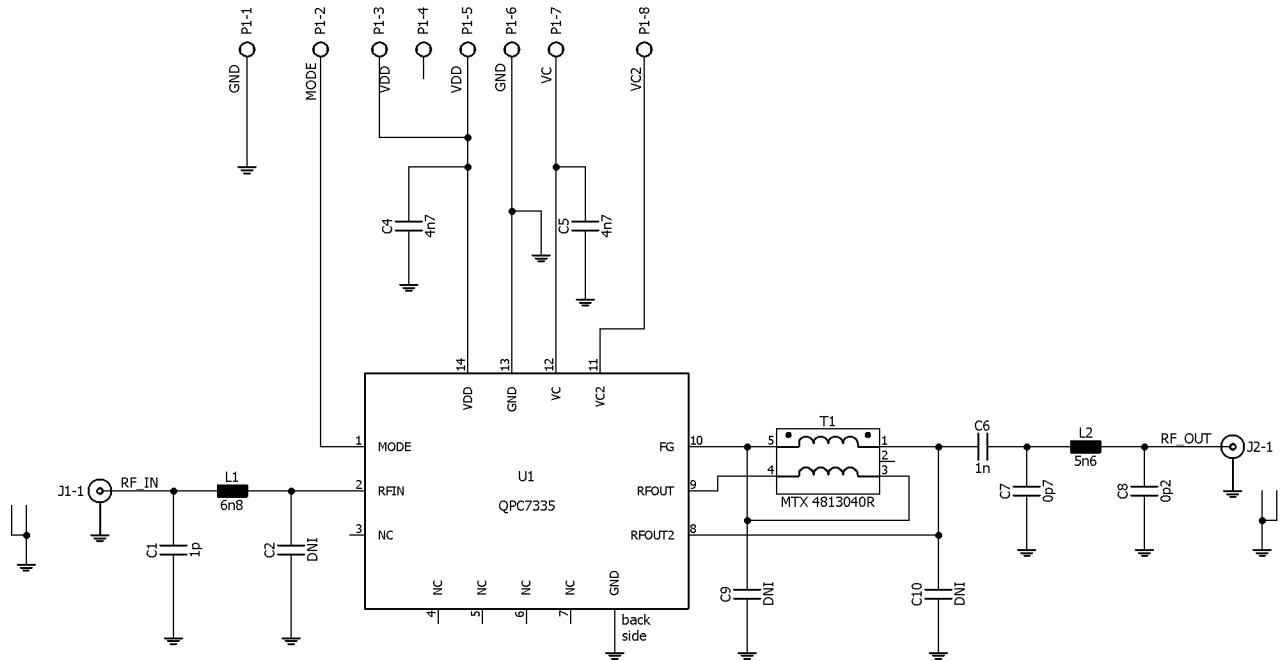 P1-1
P1-2
P1-3
P1-4
P1-5
P1-6
P1-7
P1-8
GND
MODE
VDD
VDD
GND
VC
VC2
C4
4n7
C5
4n7
14
13
12
11
VDD
GND
VC
VC2
1
MODE
FG
10
2
RFIN
RFOUT
9
3
NC
RFOUT2
8
U1
QPC7335
NC
NC
NC
NC
GND
4
5
6
7
back
side
J1-1
RF_IN
L1
6n8
C1
1p
C2
DNI
T1
5
1
2
4
3
MTX 4813040R
C9
DNI
C10
DNI
C6
1n
C7
0p7
L2
5n6
C8
0p2
RF_OUT
J2-1